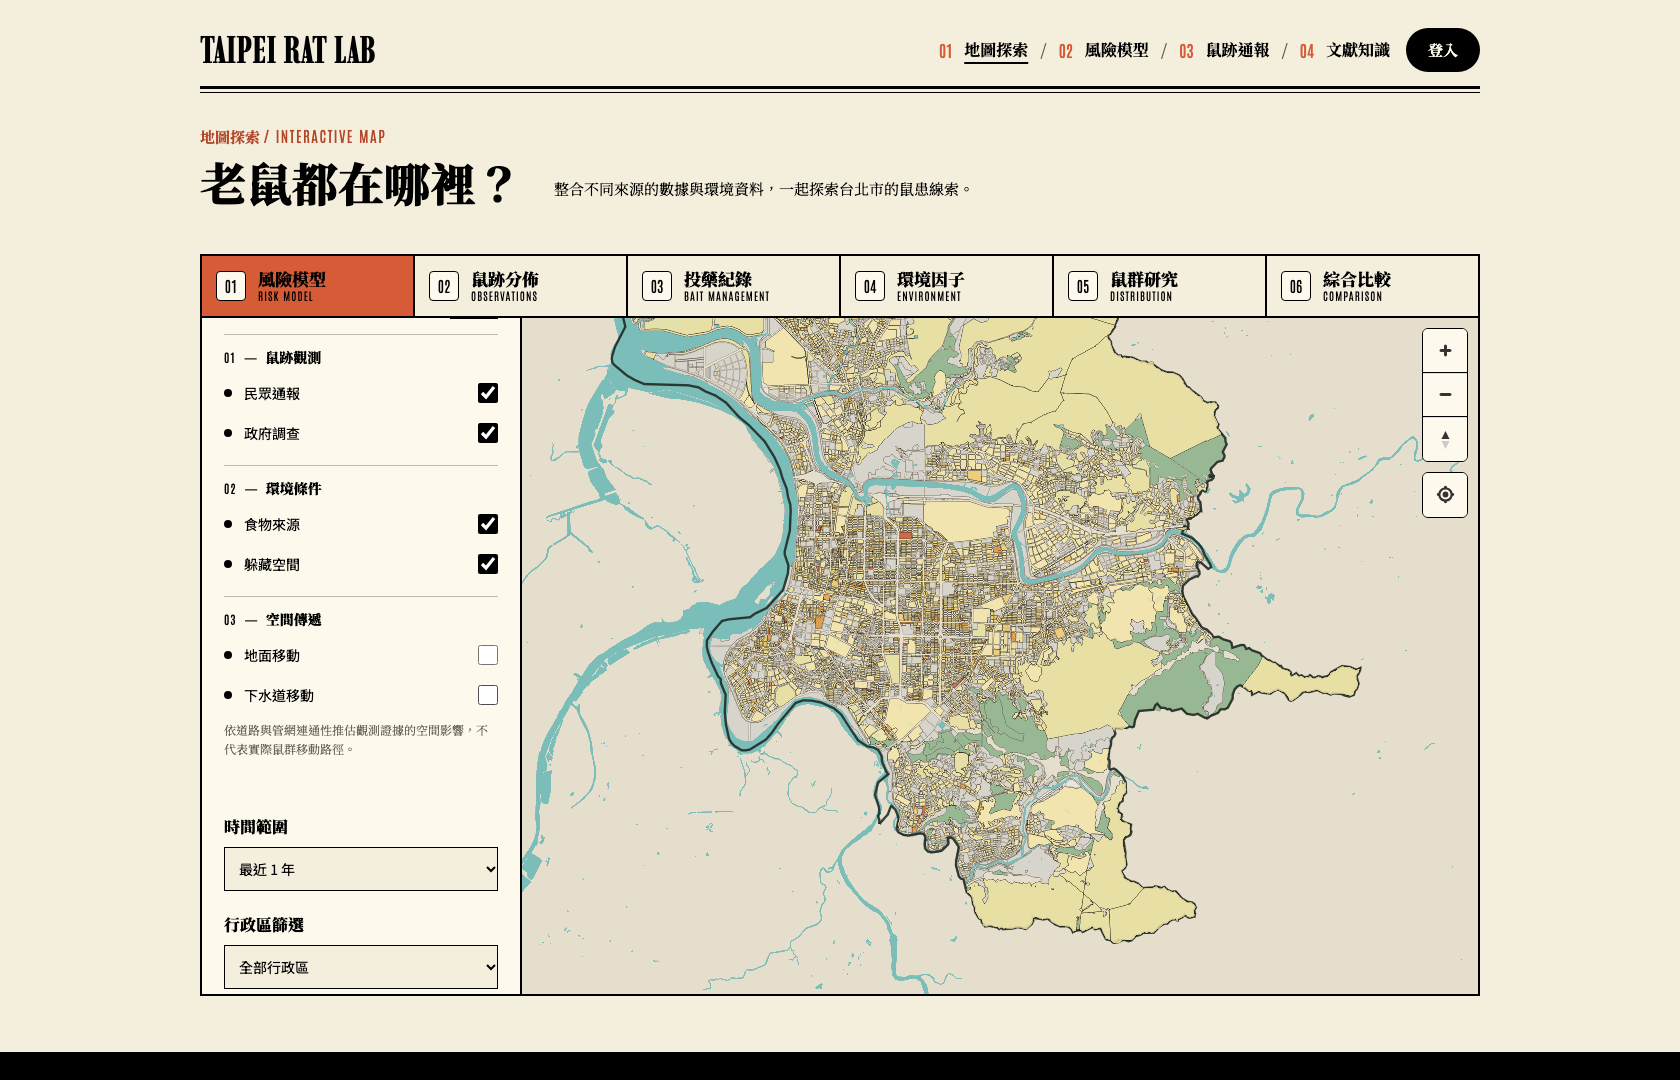 TAIPEI RAT LAB
01 地圖探索 / 02 風險模型 / 03 鼠跡通報 / 04 文獻知識 登入
地圖探索 / INTERACTIVE MAP
老鼠都在哪裡？
整合不同來源的數據與環境資料，一起探索台北市的鼠患線索。
01 風險模型
RISK MODEL
02 鼠跡分佈
OBSERVATIONS
03 投藥紀錄
BAIT MANAGEMENT
04 環境因子
ENVIRONMENT
05 鼠群研究
DISTRIBUTION
06 綜合比較
COMPARISON
01 — 鼠跡觀測
民眾通報
政府調查
02 — 環境條件
食物來源
躲藏空間
03 — 空間傳遞
地面移動
下水道移動
依道路與管網連通性推估觀測證據的空間影響，不
代表實際鼠群移動路徑。
時間範圍
最近 1 年
行政區篩選
全部行政區